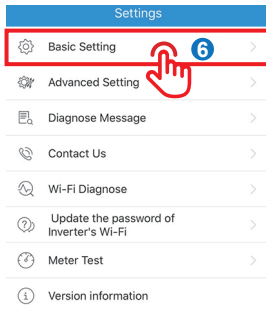 Settings
Basic Setting
6
Advanced Setting
Diagnose Message
Contact Us
Wi-Fi Diagnose
Update the password of
Inverter's Wi-Fi
Meter Test
Version information